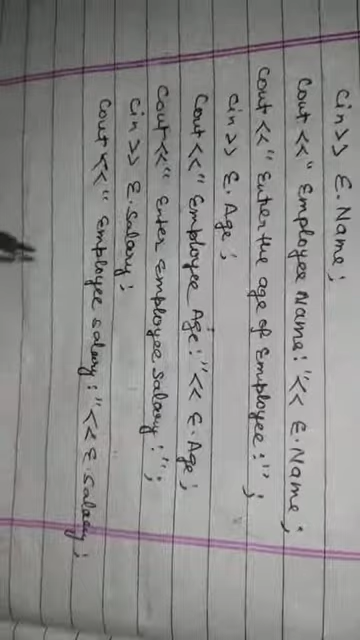 cin>> E.Name;
Cout<<" Employee Name: "<< E.Name;
Cout<<" Enter the age of Employee: ";
cin>> E.Age;
Cout<<" Employee Age: "<< E.Age;
Cout<<" Enter Employee Salary: ";
cin>> E.Salary;
Cout<<" Employee Salary: "<< E.Salary;